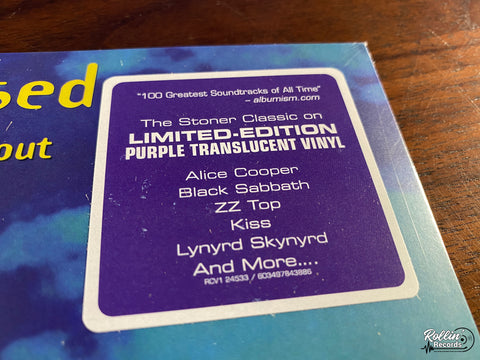 sed
out
"100 Greatest Soundtracks of All Time"
– albumism.com
The Stoner Classic on
LIMITED-EDITION
PURPLE TRANSLUCENT VINYL
Alice Cooper
Black Sabbath
ZZ Top
Kiss
Lynyrd Skynyrd
And More....
RCV1 24533 / 603497843886
Rollin'
Records